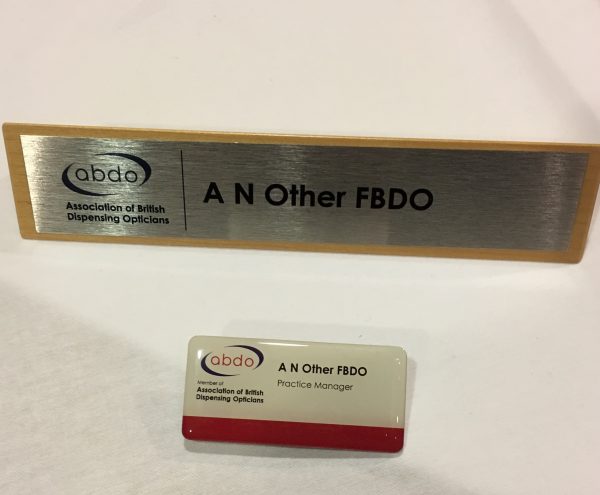 abdo
Association of British
Dispensing Opticians
A N Other FBDO
abdo
Member of
Association of British
Dispensing Opticians
A N Other FBDO
Practice Manager